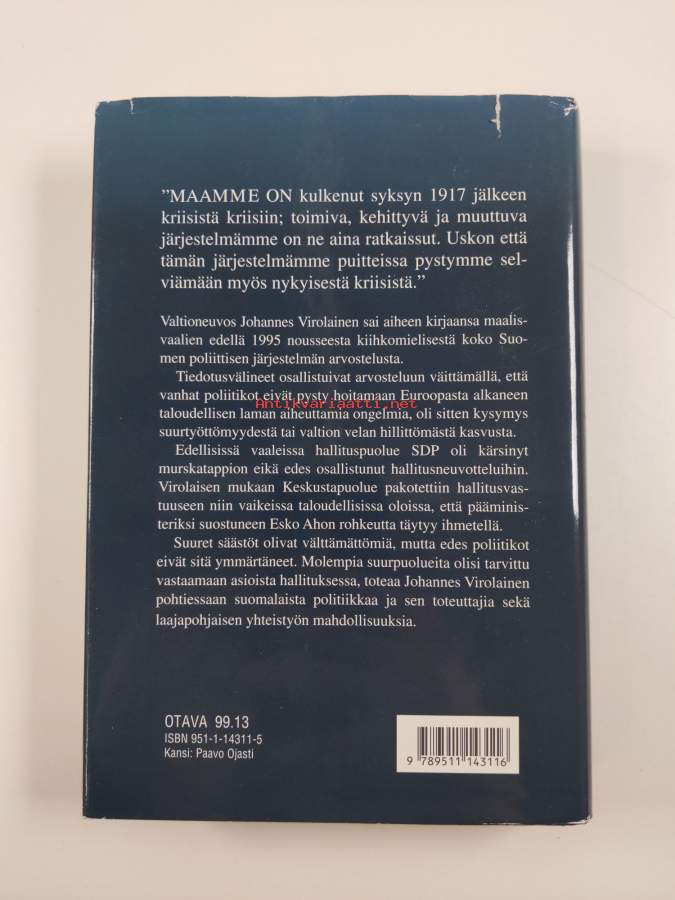 ”MAAMME ON kulkenut syksyn 1917 jälkeen
kriisistä kriisiin; toimiva, kehittyvä ja muuttuva
järjestelmämme on ne aina ratkaissut. Uskon että
tämän järjestelmämme puitteissa pystymme sel-
viämään myös nykyisestä kriisistä.”
Valtioneuvos Johannes Virolainen sai aiheen kirjaansa maalis-
vaalien edellä 1995 nousseesta kiihkomielisestä koko Suo-
men poliittisen järjestelmän arvostelusta.
Tiedotusvälineet osallistuivat arvosteluun väittämällä, että
vanhat poliitikot eivät pysty hoitamaan Euroopasta alkaneen
Antikvariaatti.net
taloudellisen laman aiheuttamia ongelmia, oli sitten kysymys
suurtyöttömyydestä tai valtion velan hillittömästä kasvusta.
Edellisissä vaaleissa hallituspuolue SDP oli kärsinyt
murskatappion eikä edes osallistunut hallitusneuvotteluihin.
Virolaisen mukaan Keskustapuolue pakotettiin hallitusvas-
tuuseen niin vaikeissa taloudellisissa oloissa, että pääminis-
teriksi suostuneen Esko Ahon rohkeutta täytyy ihmetellä.
Suuret säästöt olivat välttämättömiä, mutta edes poliitikot
eivät sitä ymmärtäneet. Molempia suurpuolueita olisi tarvittu
vastaamaan asioista hallituksessa, toteaa Johannes Virolainen
pohtiessaan suomalaista politiikkaa ja sen toteuttajia sekä
laajapohjaisen yhteistyön mahdollisuuksia.
OTAVA 99.13
ISBN 951-1-14311-5
Kansi: Paavo Ojasti
9 789511 143116